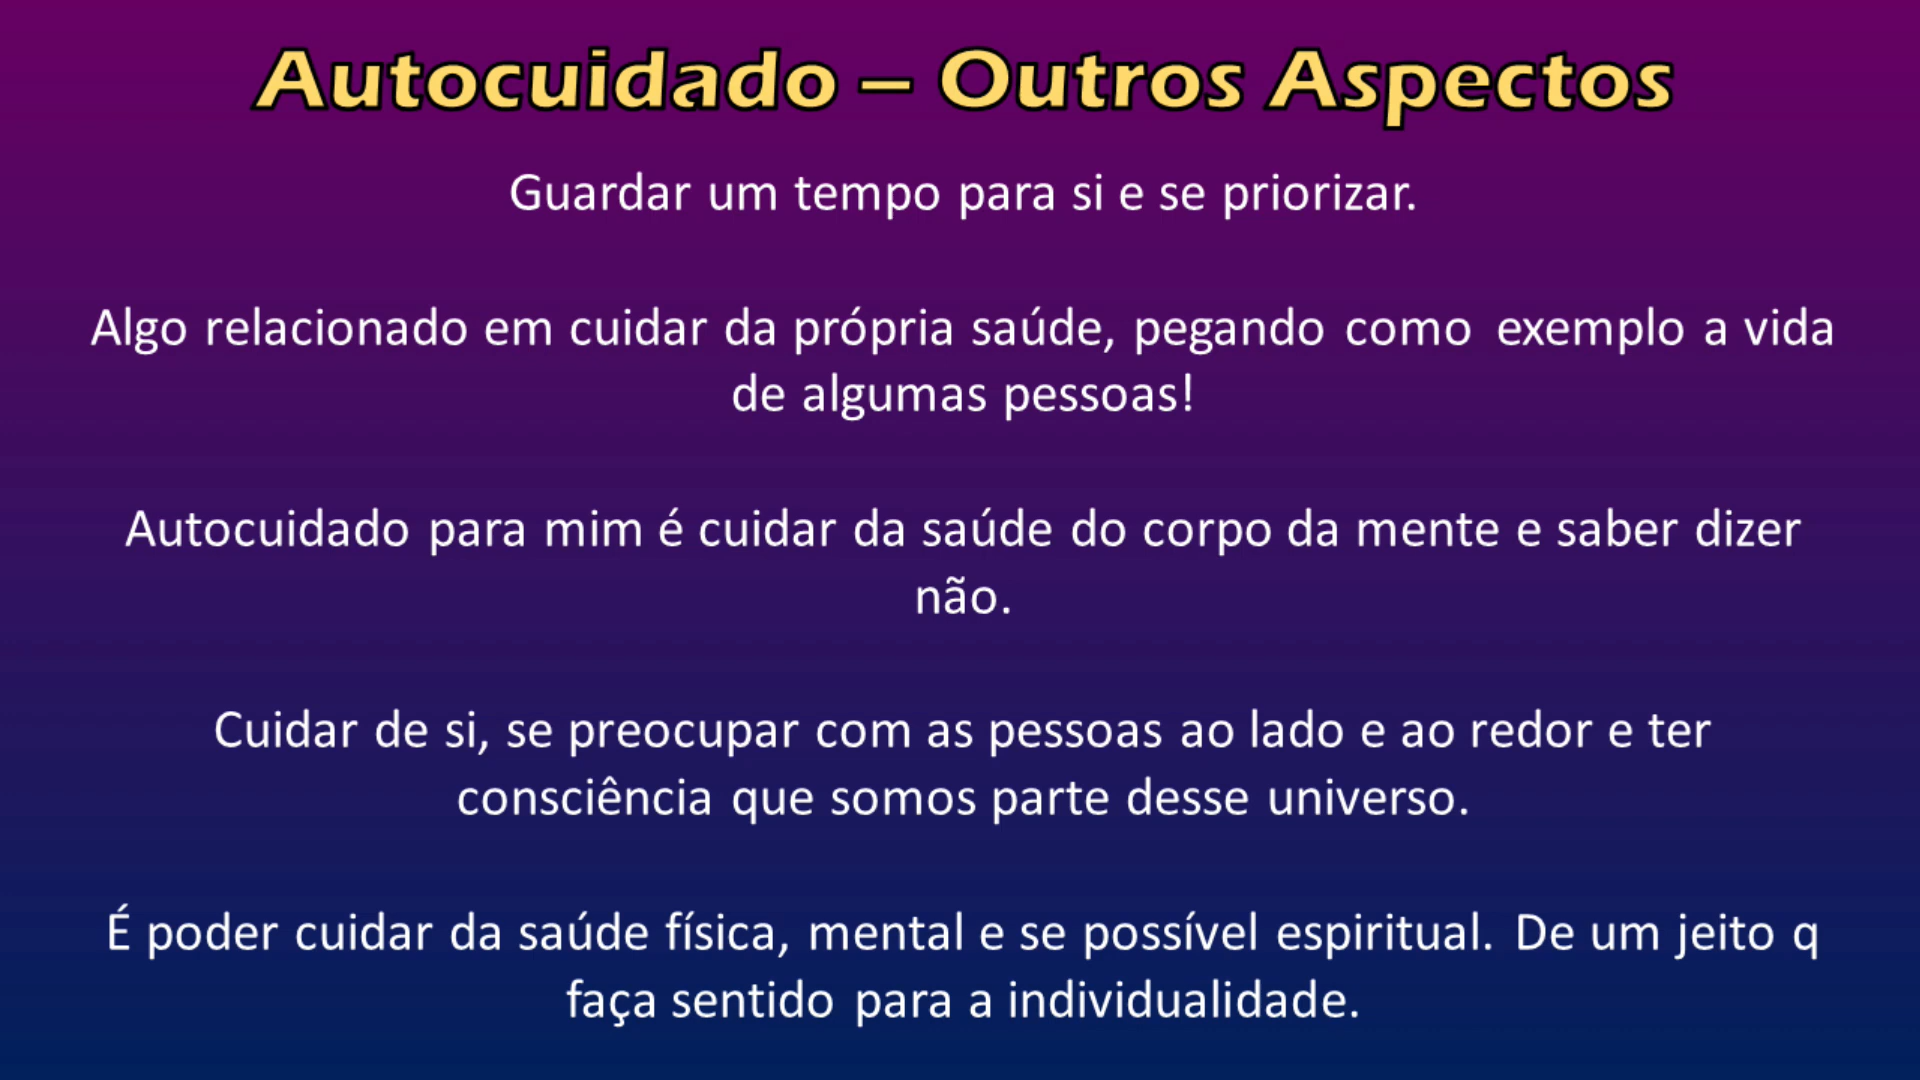 Autocuidado – Outros Aspectos
Guardar um tempo para si e se priorizar.
Algo relacionado em cuidar da própria saúde, pegando como exemplo a vida
de algumas pessoas!
Autocuidado para mim é cuidar da saúde do corpo da mente e saber dizer
não.
Cuidar de si, se preocupar com as pessoas ao lado e ao redor e ter
consciência que somos parte desse universo.
É poder cuidar da saúde física, mental e se possível espiritual. De um jeito q
faça sentido para a individualidade.